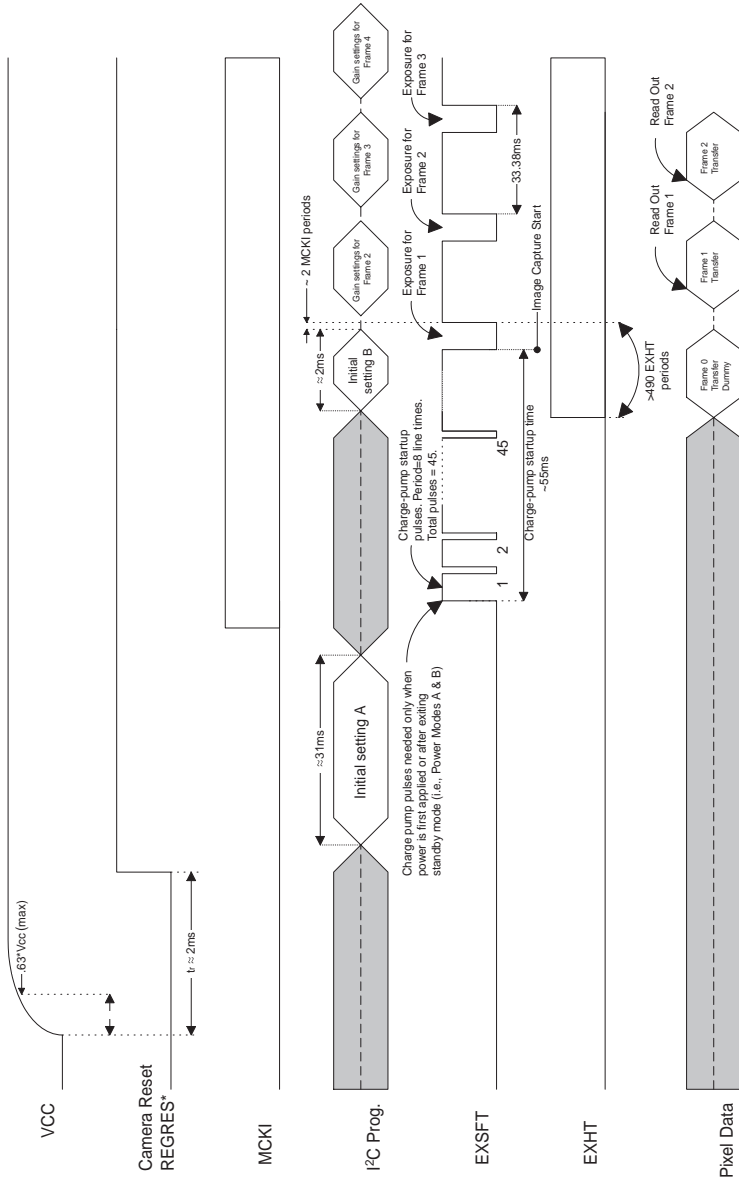 VCC
.63*Vcc (max)
Camera Reset
REGRES*
tr ≈ 2ms
MCKI
I²C Prog.
≈31ms
Initial setting A
≈2ms
Initial
setting B
~ 2 MCKI periods
Gain settings for
Frame 2
Gain settings for
Frame 3
Gain settings for
Frame 4
EXSFT
Charge pump pulses needed only when
power is first applied or after exiting
standby mode (i.e., Power Modes A & B)
Charge-pump startup
pulses. Period=8 line times.
Total pulses = 45.
1
2
45
Charge-pump startup time
~55ms
Exposure for
Frame 1
Exposure for
Frame 2
Exposure for
Frame 3
33.38ms
Image Capture Start
EXHT
>490 EXHT
periods
Pixel Data
Frame 0
Transfer
Dummy
Frame 1
Transfer
Frame 2
Transfer
Read Out
Frame 1
Read Out
Frame 2